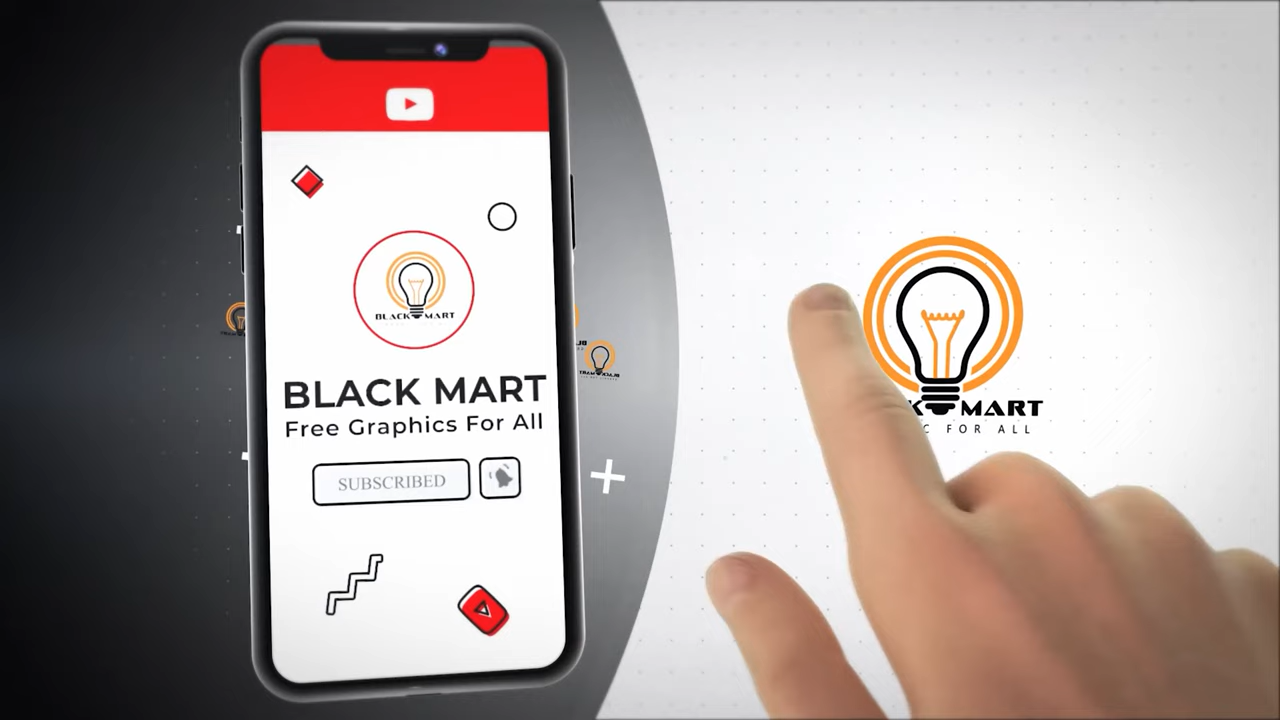 BLACK MART
BLACK MART
Free Graphics For All
SUBSCRIBED
K MART
C FOR ALL